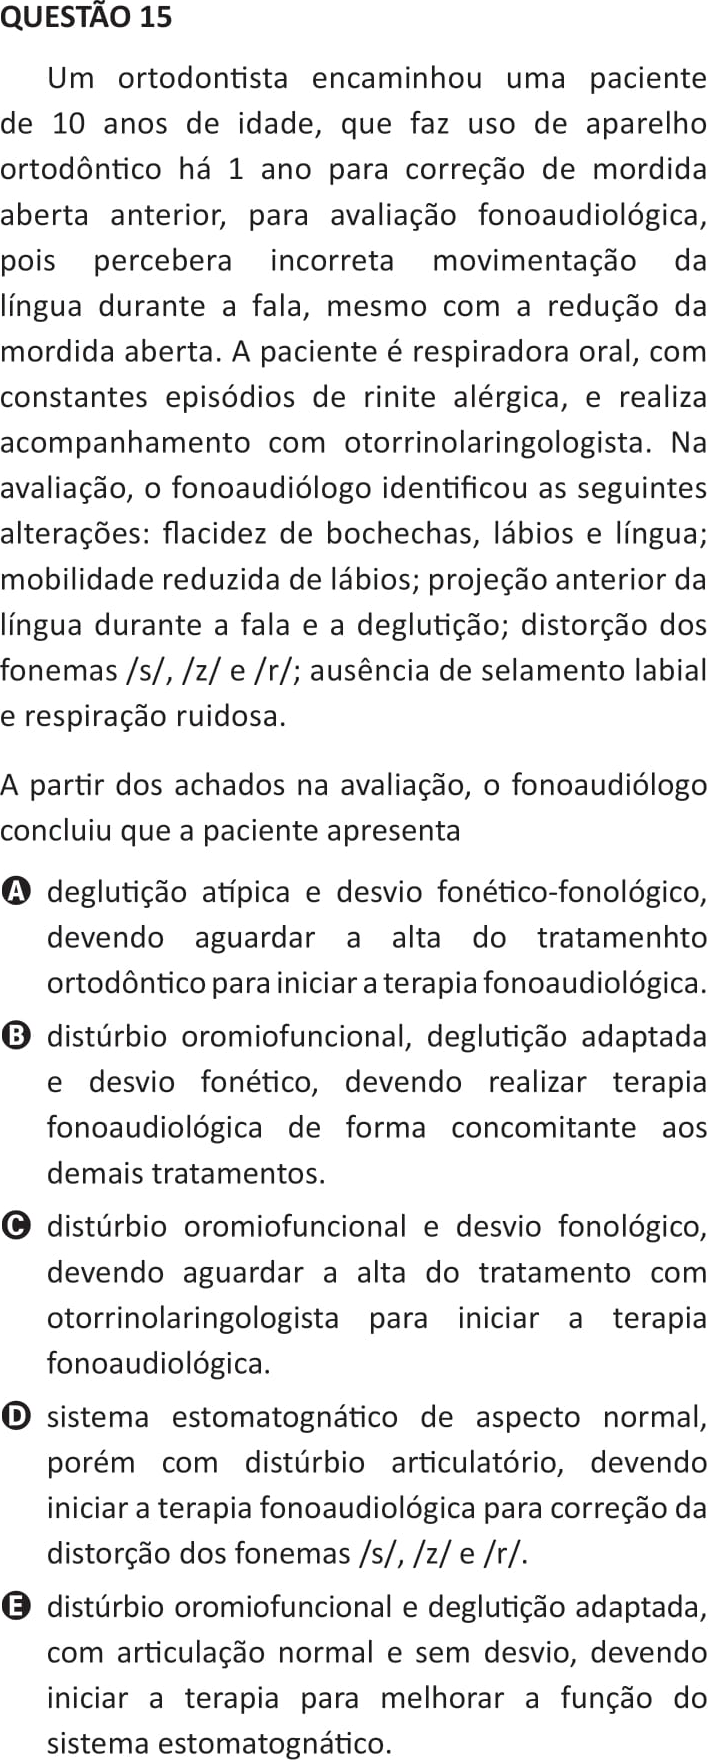 QUESTÃO 15
Um ortodontista encaminhou uma paciente
de 10 anos de idade, que faz uso de aparelho
ortodôntico há 1 ano para correção de mordida
aberta anterior, para avaliação fonoaudiológica,
pois percebera incorreta movimentação da
língua durante a fala, mesmo com a redução da
mordida aberta. A paciente é respiradora oral, com
constantes episódios de rinite alérgica, e realiza
acompanhamento com otorrinolaringologista. Na
avaliação, o fonoaudiólogo identificou as seguintes
alterações: flacidez de bochechas, lábios e língua;
mobilidade reduzida de lábios; projeção anterior da
língua durante a fala e a deglutição; distorção dos
fonemas /s/, /z/ e /r/; ausência de selamento labial
e respiração ruidosa.
A partir dos achados na avaliação, o fonoaudiólogo
concluiu que a paciente apresenta
A deglutição atípica e desvio fonético-fonológico,
devendo aguardar a alta do tratamenhto
ortodôntico para iniciar a terapia fonoaudiológica.
B distúrbio oromiofuncional, deglutição adaptada
e desvio fonético, devendo realizar terapia
fonoaudiológica de forma concomitante aos
demais tratamentos.
C distúrbio oromiofuncional e desvio fonológico,
devendo aguardar a alta do tratamento com
otorrinolaringologista para iniciar a terapia
fonoaudiológica.
D sistema estomatognático de aspecto normal,
porém com distúrbio articulatório, devendo
iniciar a terapia fonoaudiológica para correção da
distorção dos fonemas /s/, /z/ e /r/.
E distúrbio oromiofuncional e deglutição adaptada,
com articulação normal e sem desvio, devendo
iniciar a terapia para melhorar a função do
sistema estomatognático.